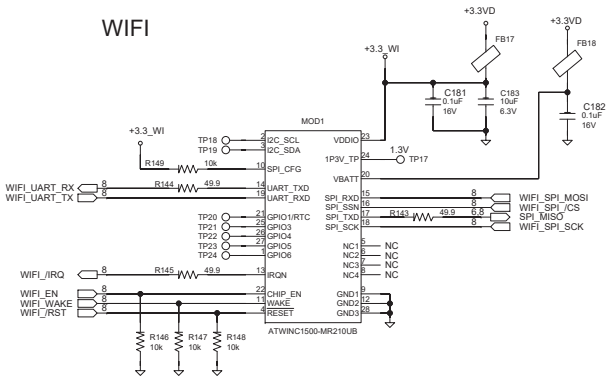 WIFI
+3.3VD
+3.3VD
FB17
FB18
+3.3_WI
C181
0.1uF
16V
C183
10uF
6.3V
C182
0.1uF
16V
MOD1
+3.3_WI
TP18 2 I2C_SCL VDDIO 23
TP19 3 I2C_SDA
R149 10k 10 SPI_CFG 1P3V_TP 24 1.3V TP17
VBATT 20
WIFI_UART_RX 8 R144 49.9 14 UART_TXD SPI_RXD 15 8 WIFI_SPI_MOSI
WIFI_UART_TX 8 19 UART_RXD SPI_SSN 16 8 WIFI_SPI_/CS
SPI_TXD 17 R143 49.9 6,8 SPI_MISO
SPI_SCK 18 8 WIFI_SPI_SCK
TP20 21 GPIO1/RTC
TP21 25 GPIO3
TP22 26 GPIO4
TP23 27 GPIO5
TP24 1 GPIO6
NC1 5 NC
NC2 6 NC
NC3 7 NC
NC4 8 NC
WIFI_/IRQ 8 R145 49.9 13 IRQN
WIFI_EN 8 22 CHIP_EN GND1 9
WIFI_WAKE 8 11 WAKE GND2 12
WIFI_/RST 8 4 RESET GND3 28
ATWINC1500-MR210UB
R146
10k
R147
10k
R148
10k